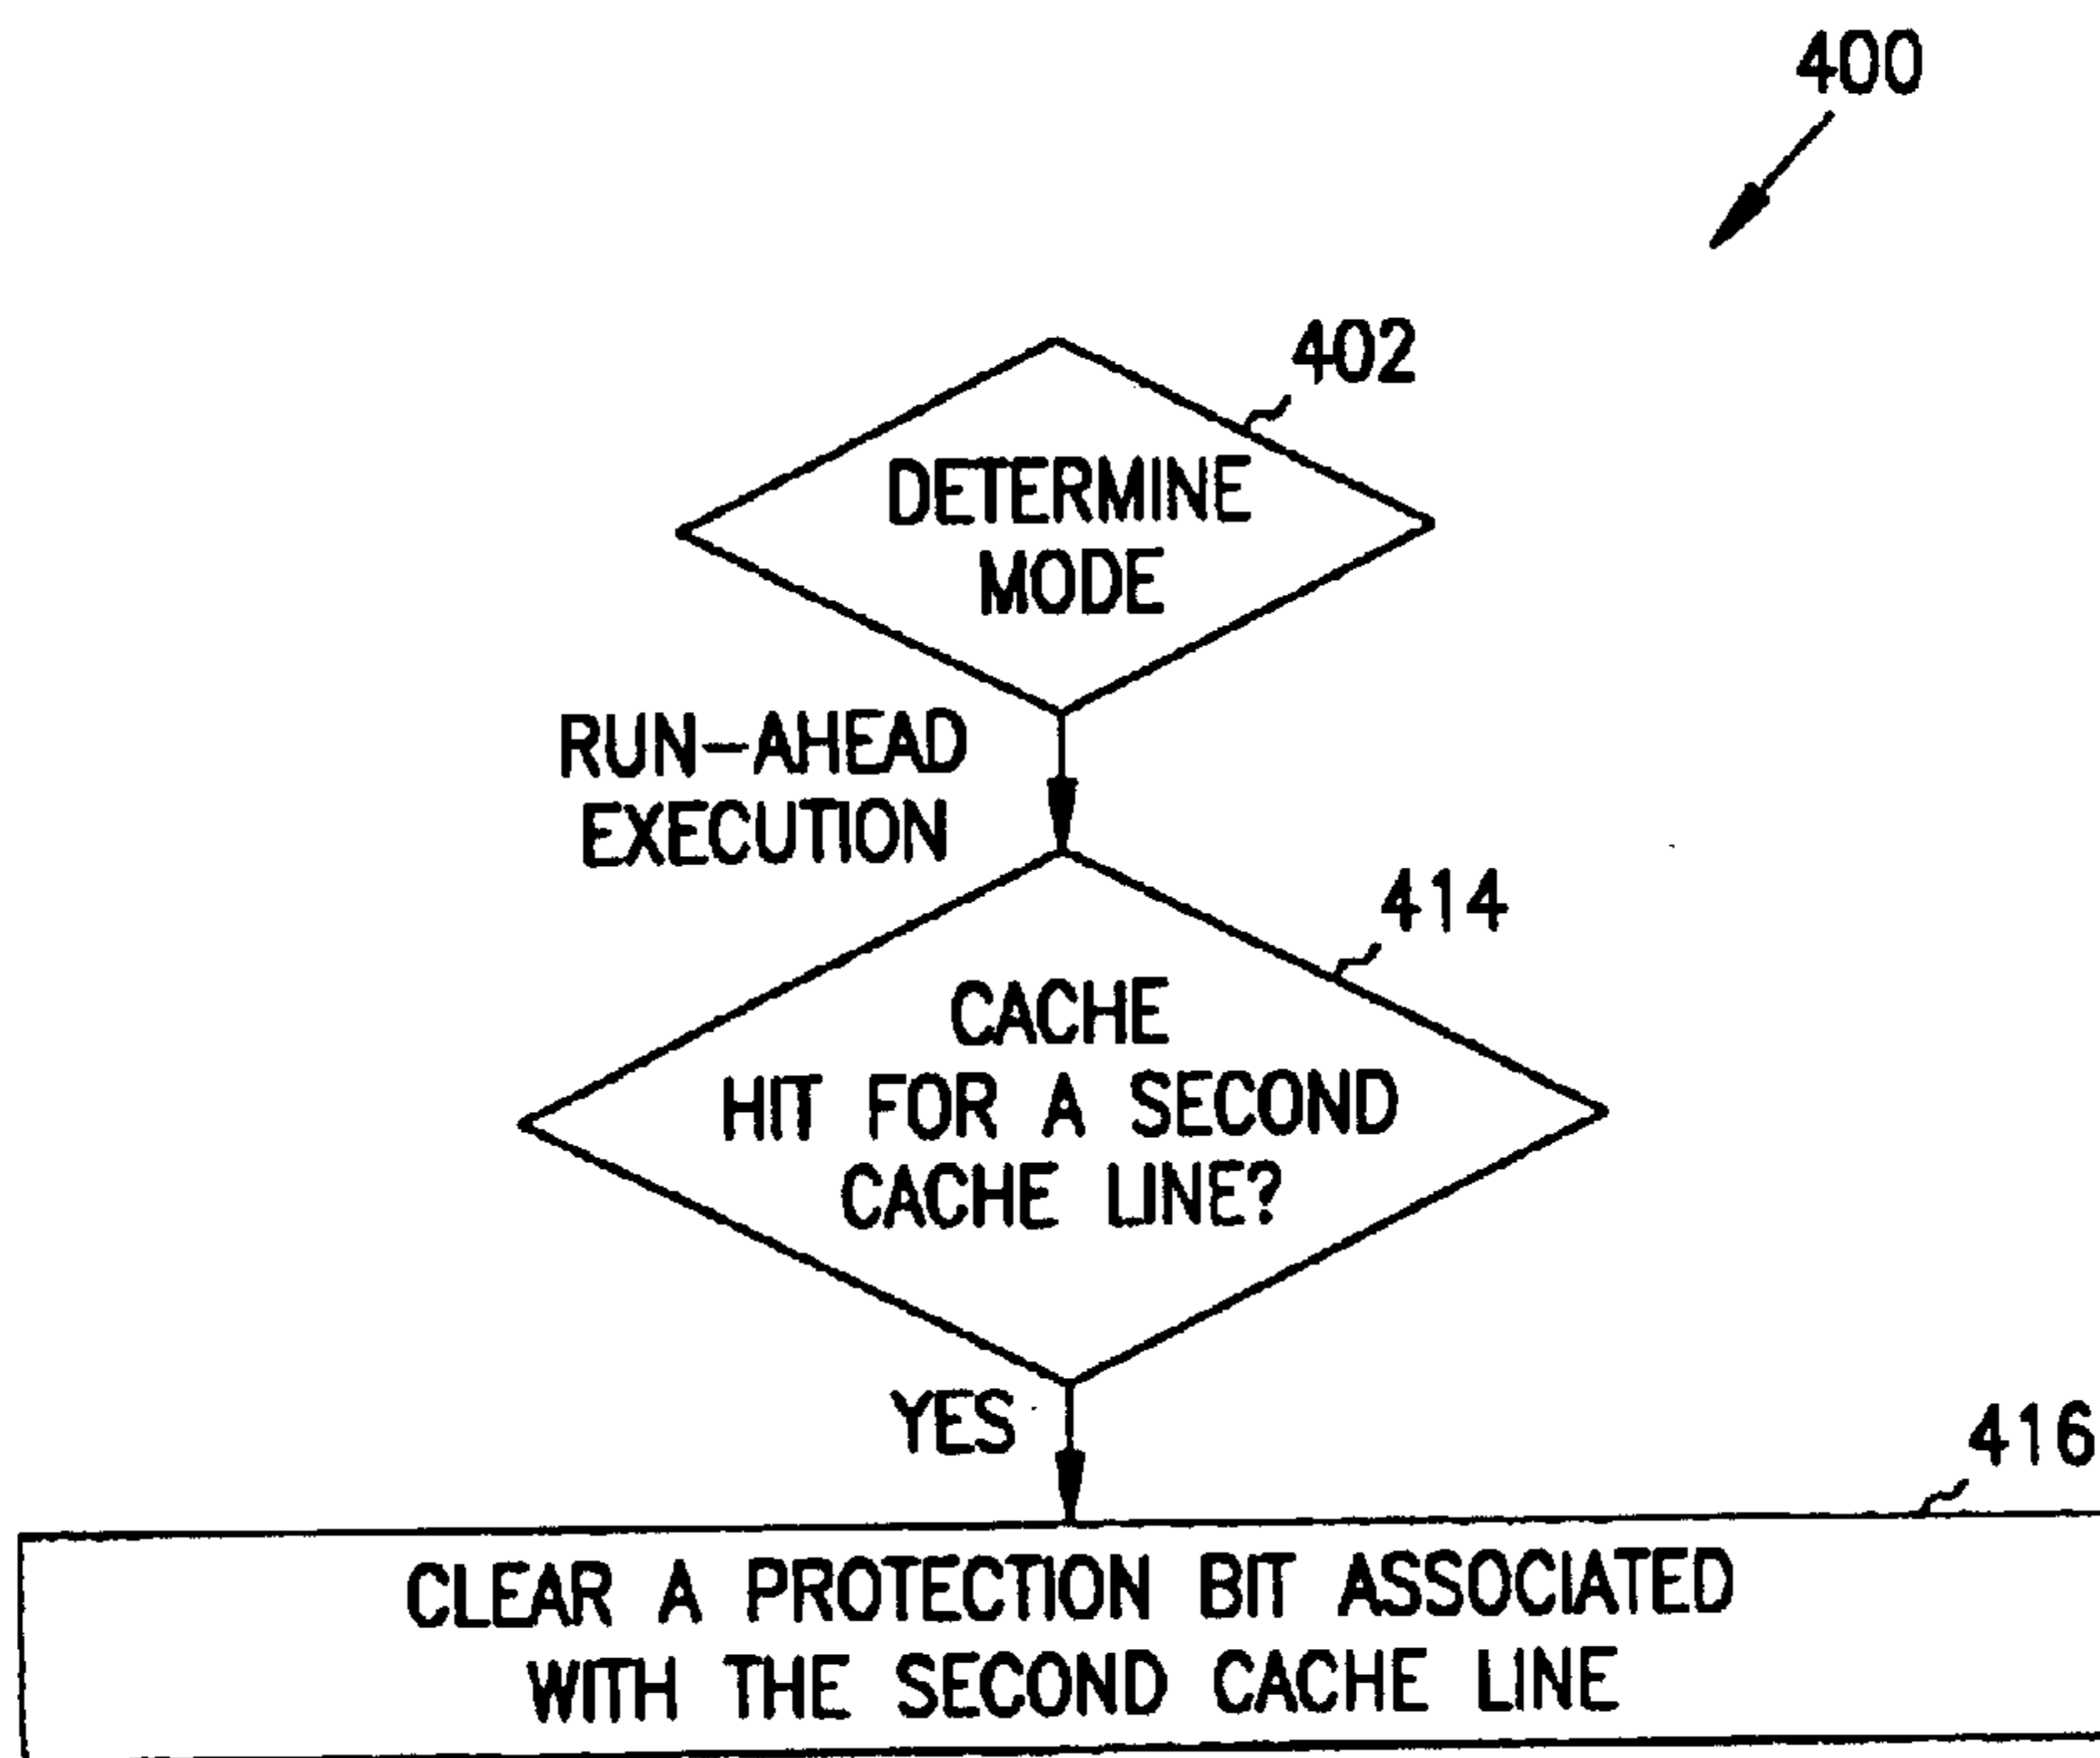 400
402
DETERMINE
MODE
RUN-AHEAD
EXECUTION
414
CACHE
HIT FOR A SECOND
CACHE LINE?
YES
416
CLEAR A PROTECTION BIT ASSOCIATED
WITH THE SECOND CACHE LINE